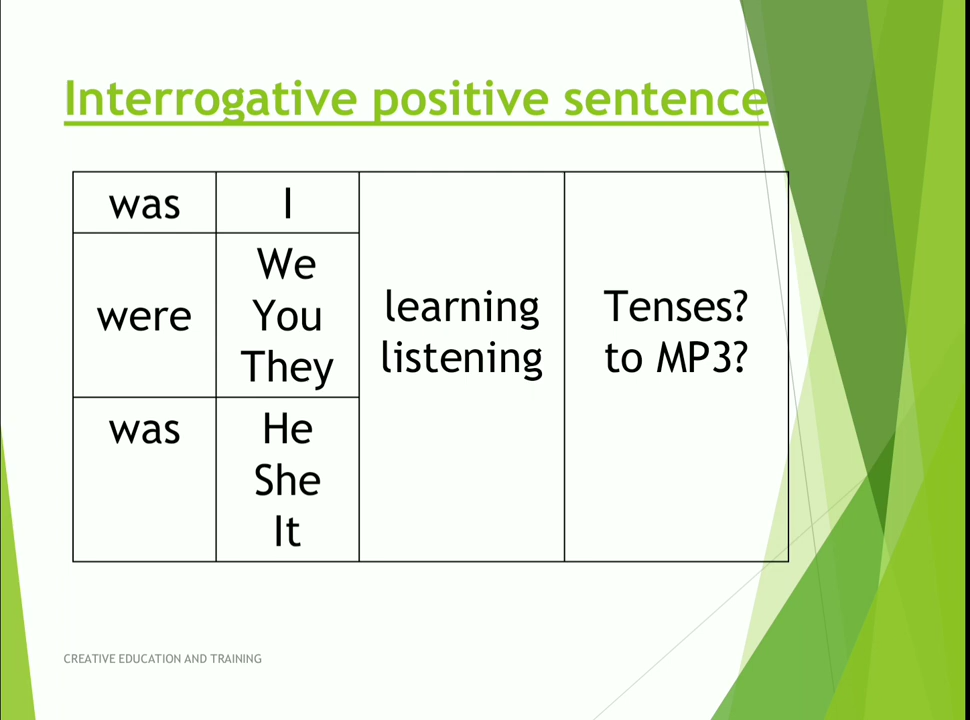 Interrogative positive sentence
was I
We
were You
They
learning Tenses?
listening to MP3?
was He
She
It
CREATIVE EDUCATION AND TRAINING